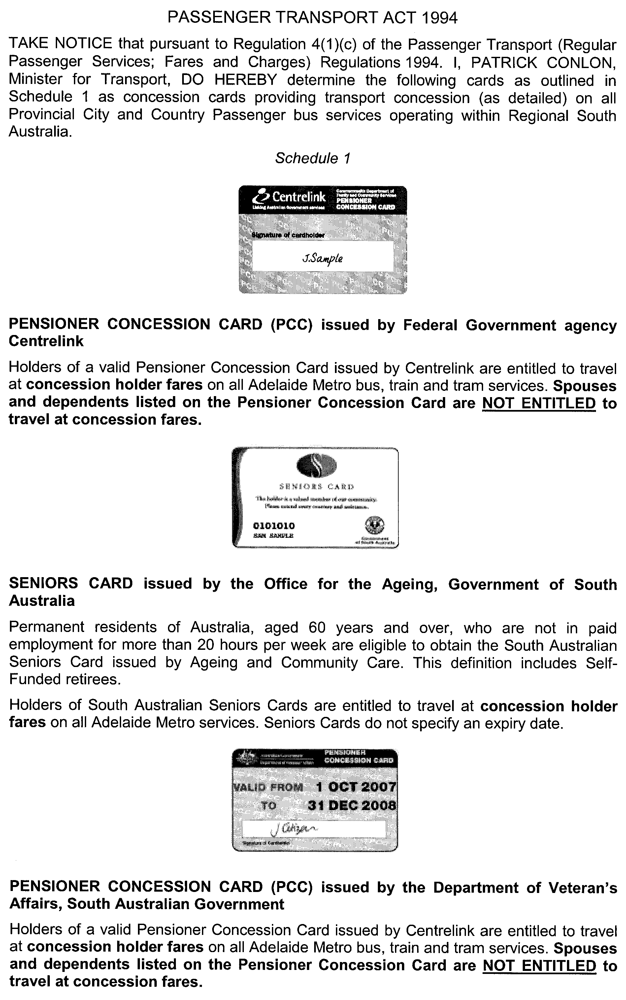 PASSENGER TRANSPORT ACT 1994
TAKE NOTICE that pursuant to Regulation 4(1)(c) of the Passenger Transport (Regular
Passenger Services; Fares and Charges) Regulations 1994. I, PATRICK CONLON,
Minister for Transport, DO HEREBY determine the following cards as outlined in
Schedule 1 as concession cards providing transport concession (as detailed) on all
Provincial City and Country Passenger bus services operating within Regional South
Australia.
Schedule 1
Centrelink
Linking Australian Government services
Commonwealth Department of
Family and Community Services
PENSIONER
CONCESSION CARD
Signature of cardholder
J.Sample
PENSIONER CONCESSION CARD (PCC) issued by Federal Government agency
Centrelink
Holders of a valid Pensioner Concession Card issued by Centrelink are entitled to travel
at concession holder fares on all Adelaide Metro bus, train and tram services. Spouses
and dependents listed on the Pensioner Concession Card are NOT ENTITLED to
travel at concession fares.
SENIORS CARD
The holder is a valued member of our community.
Please extend every courtesy and assistance.
0101010
SAM SAMPLE
Government
of South Australia
SENIORS CARD issued by the Office for the Ageing, Government of South
Australia
Permanent residents of Australia, aged 60 years and over, who are not in paid
employment for more than 20 hours per week are eligible to obtain the South Australian
Seniors Card issued by Ageing and Community Care. This definition includes Self-
Funded retirees.
Holders of South Australian Seniors Cards are entitled to travel at concession holder
fares on all Adelaide Metro services. Seniors Cards do not specify an expiry date.
Australian Government
PENSIONER
CONCESSION CARD
VALID FROM 1 OCT 2007
TO 31 DEC 2008
J Citizen
Signature of Cardholder
PENSIONER CONCESSION CARD (PCC) issued by the Department of Veteran's
Affairs, South Australian Government
Holders of a valid Pensioner Concession Card issued by Centrelink are entitled to travel
at concession holder fares on all Adelaide Metro bus, train and tram services. Spouses
and dependents listed on the Pensioner Concession Card are NOT ENTITLED to
travel at concession fares.